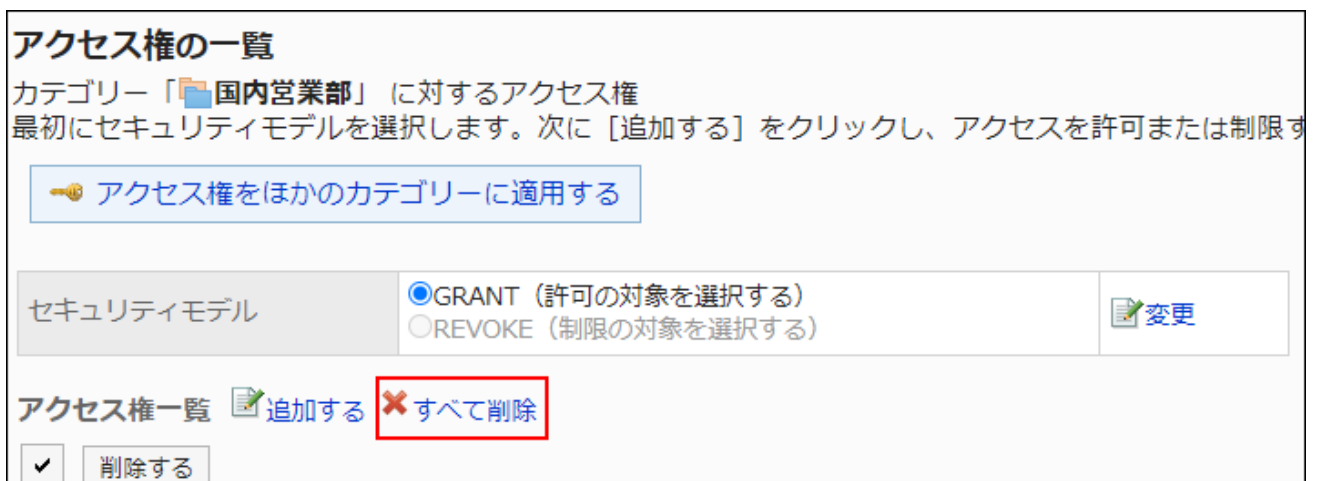 アクセス権の一覧
カテゴリー「国内営業部」 に対するアクセス権
最初にセキュリティモデルを選択します。次に［追加する］をクリックし、アクセスを許可または制限す
アクセス権をほかのカテゴリーに適用する
セキュリティモデル
GRANT（許可の対象を選択する）
REVOKE（制限の対象を選択する）
変更
アクセス権一覧 追加する すべて削除
削除する